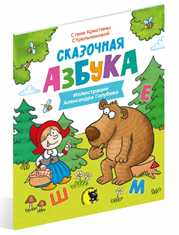 Стихи Кристины
Стрельниковой
СКАЗОЧНАЯ
АЗБУКА
Иллюстрации
Александра Голубева
Е
Ш
М